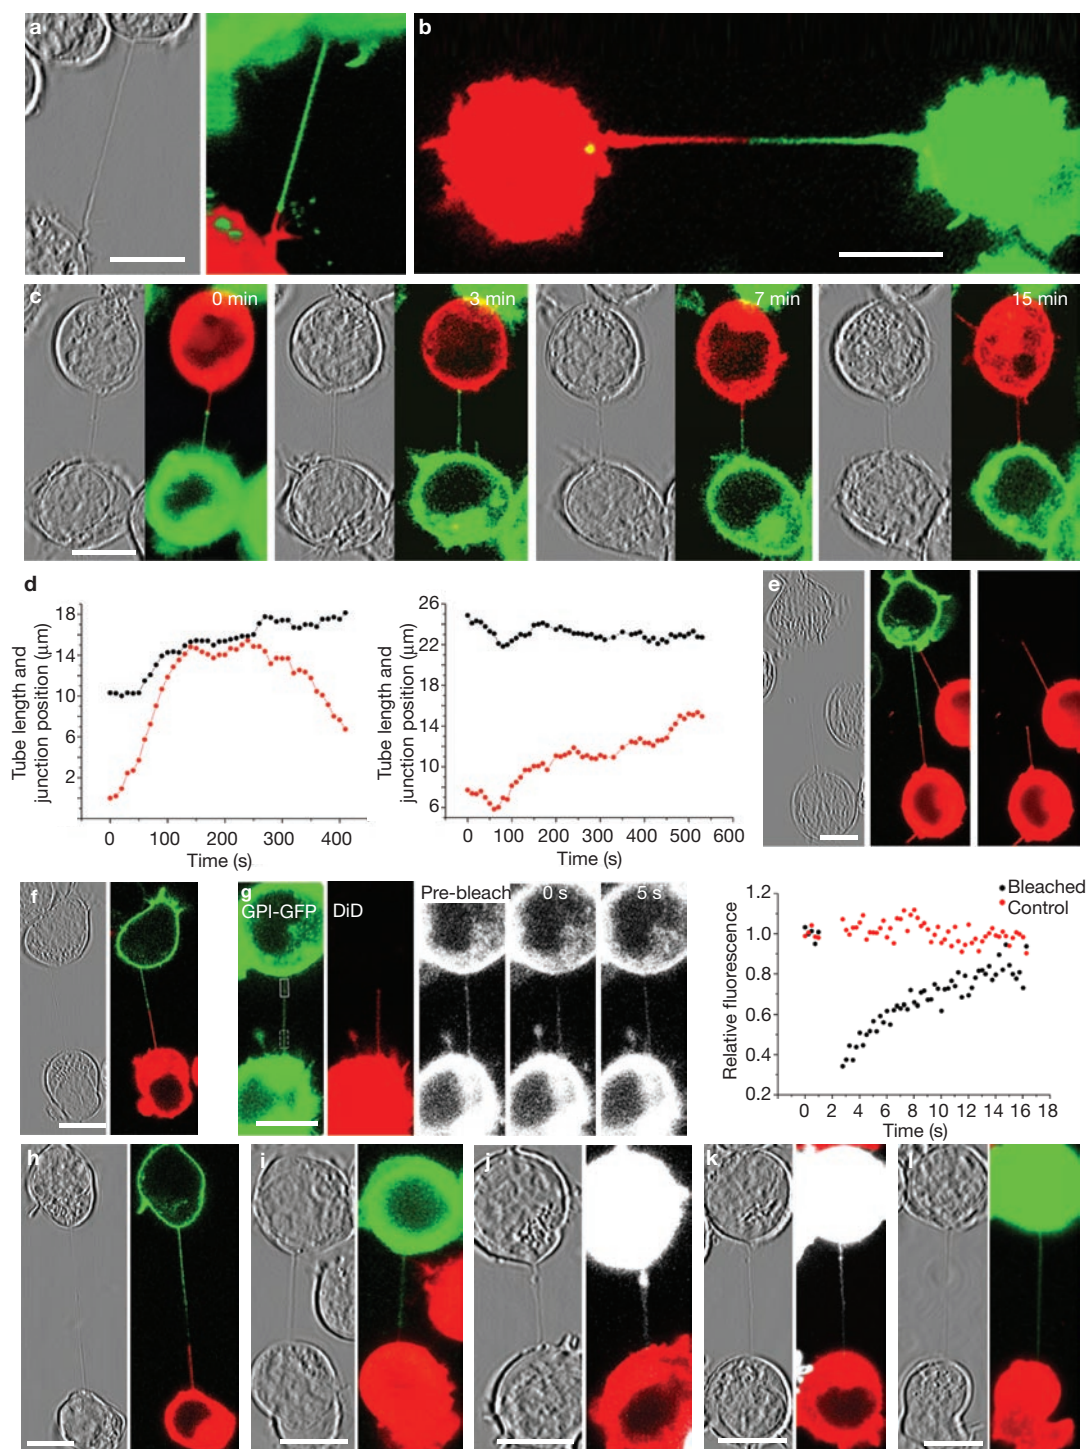 a
b
c
0 min
3 min
7 min
15 min
d
Tube length and
junction position (µm)
18
14
10
6
2
0
100
200
300
400
Time (s)
Tube length and
junction position (µm)
26
22
18
14
10
6
0
100
200
300
400
500
600
Time (s)
e
f
g
GPI-GFP
DiD
Pre-bleach
0 s
5 s
Relative fluorescence
1.2
1.0
0.8
0.6
0.4
0.2
0
2
4
6
8
10
12
14
16
18
Time (s)
Bleached
Control
h
i
j
k
l